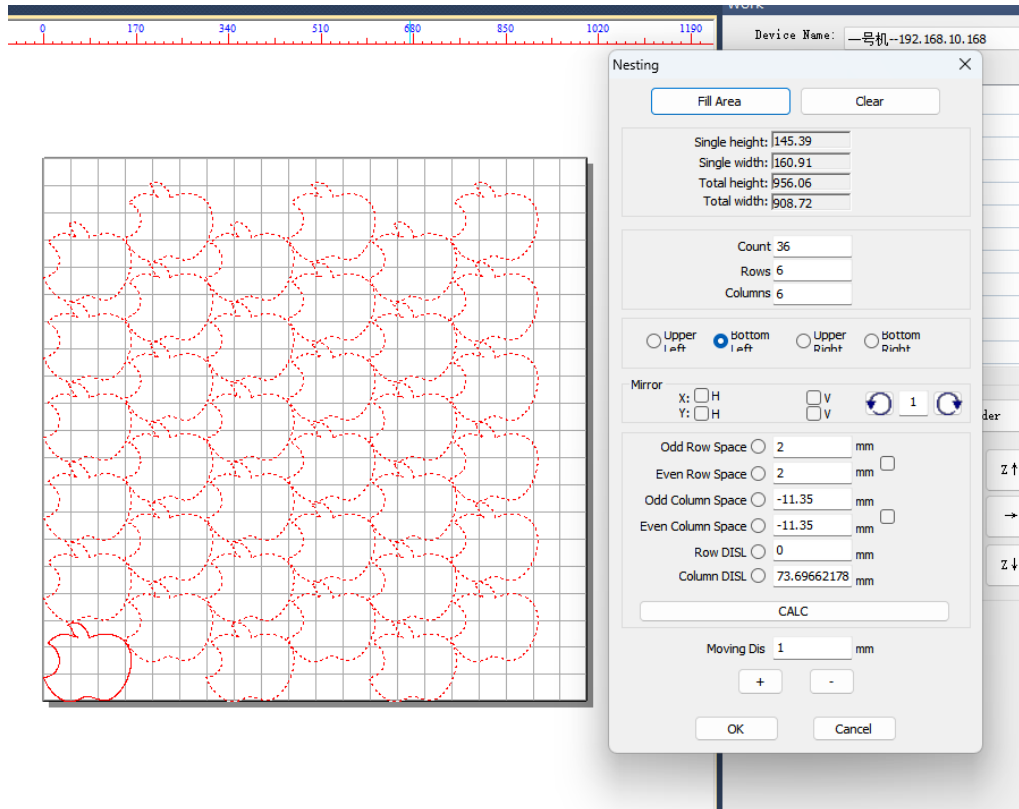 Work
0 170 340 510 680 850 1020 1190
Device Name: 一号机--192.168.10.168
Nesting
Fill Area Clear
Single height: 145.39
Single width: 160.91
Total height: 956.06
Total width: 908.72
Count 36
Rows 6
Columns 6
Upper Left Bottom Left Upper Right Bottom Right
Mirror
X: H V
Y: H V
1
der
Odd Row Space 2 mm
Even Row Space 2 mm
Z↑
Odd Column Space -11.35 mm
→
Even Column Space -11.35 mm
Row DISL 0 mm
Z↓
Column DISL 73.69662178 mm
CALC
Moving Dis 1 mm
+ -
OK Cancel